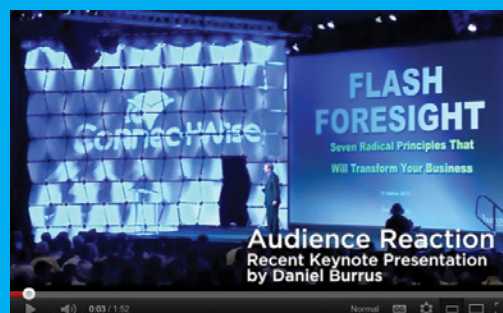 ConnectWise
FLASH
FORESIGHT
Seven Radical Principles That
Will Transform Your Business
Audience Reaction
Recent Keynote Presentation
by Daniel Burrus
0:03 / 1:52
Normal
CC